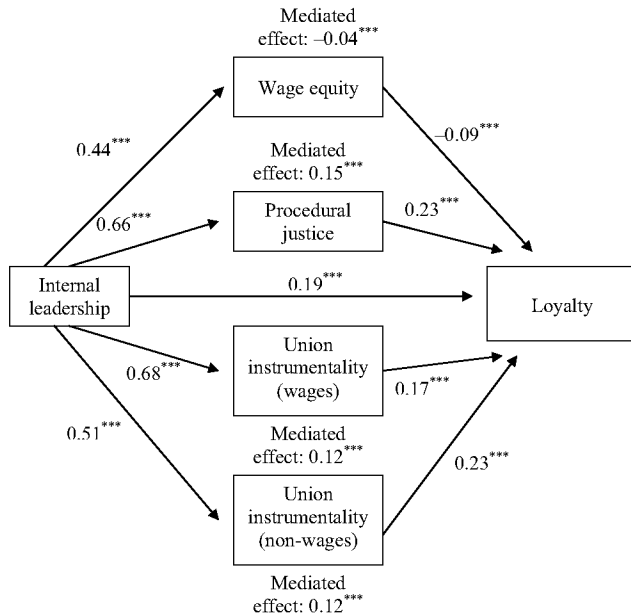 Mediated
effect: –0.04***
Wage equity
0.44***
–0.09***
Mediated
effect: 0.15***
Procedural
justice
0.66***
0.23***
Internal
leadership
0.19***
Loyalty
Union
instrumentality
(wages)
0.68***
0.17***
Mediated
effect: 0.12***
0.51***
0.23***
Union
instrumentality
(non-wages)
Mediated
effect: 0.12***